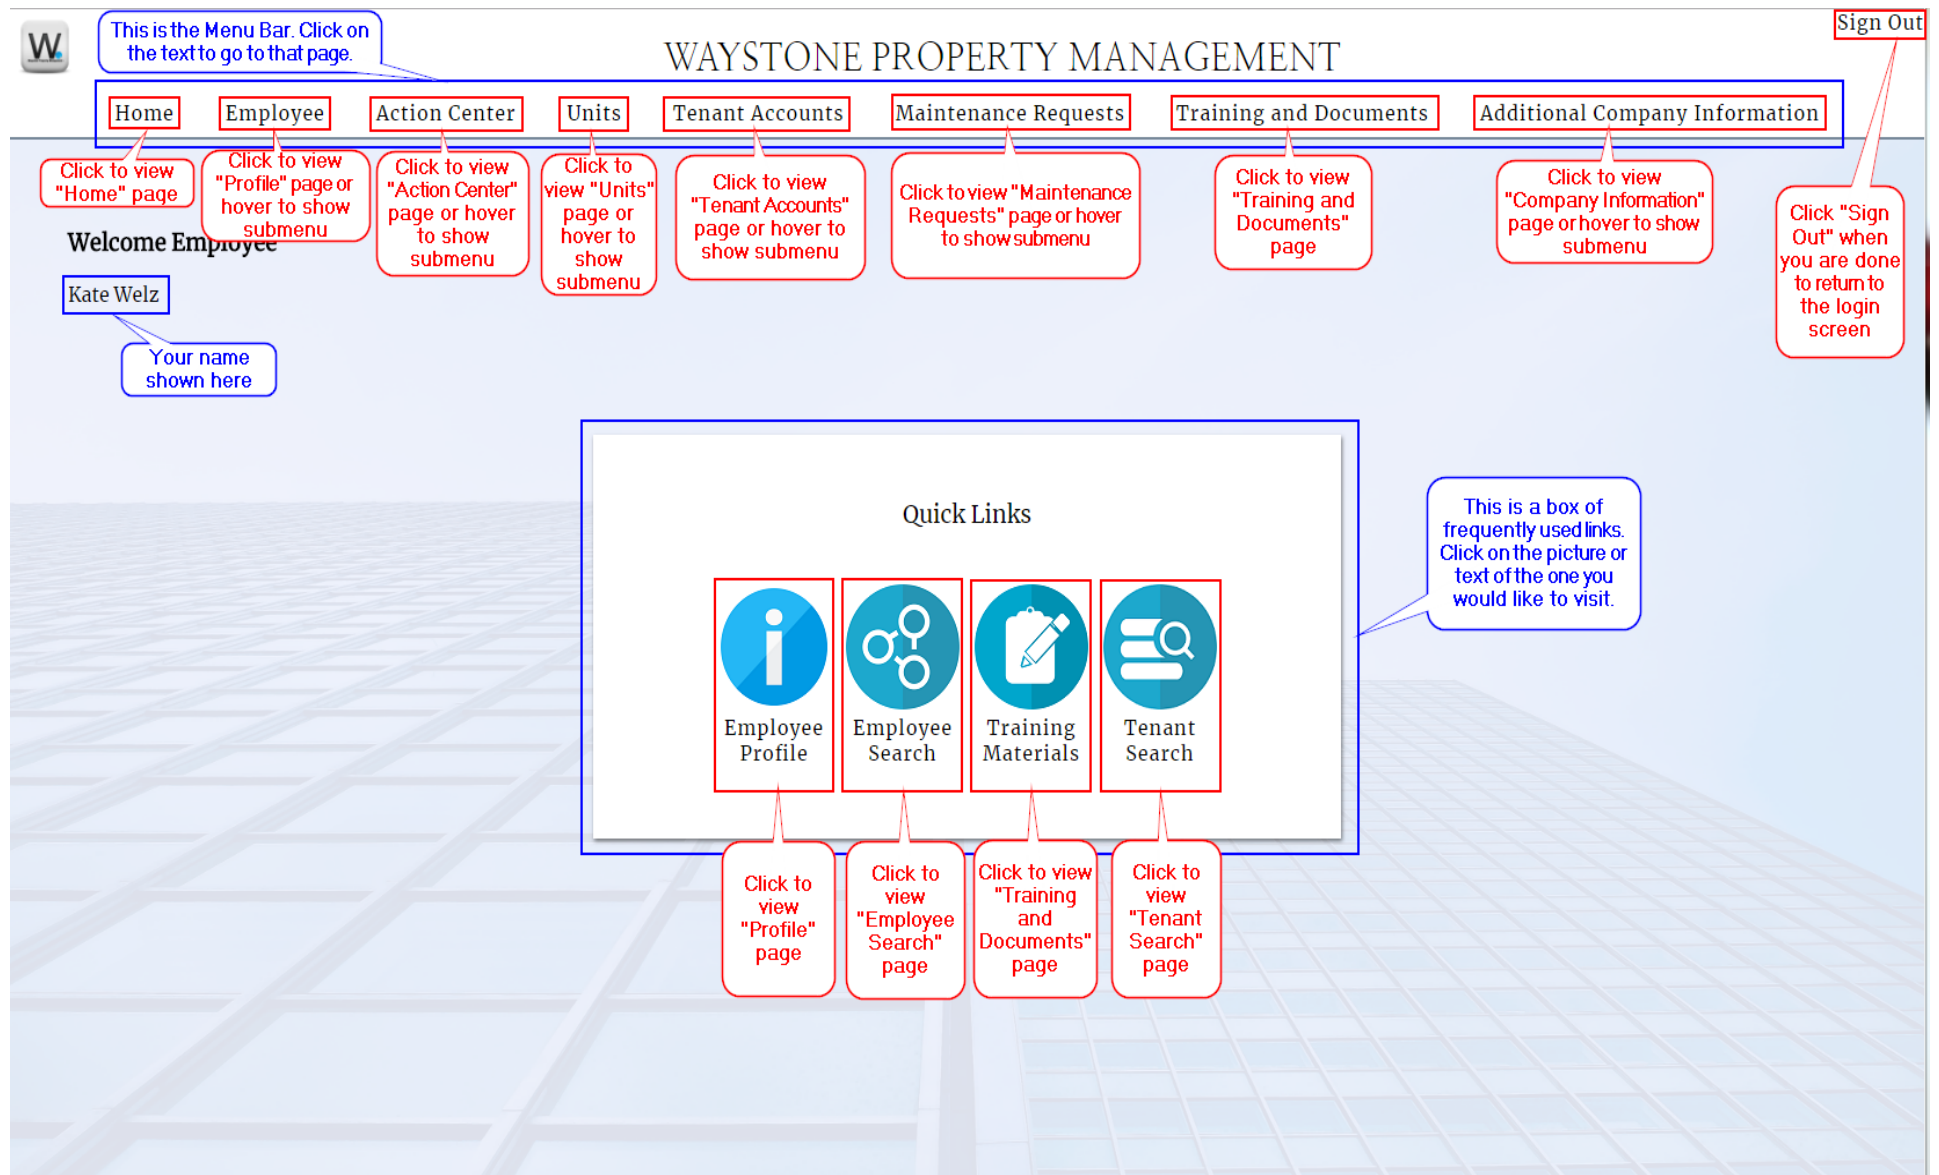 W.
This is the Menu Bar. Click on
the text to go to that page.
WAYSTONE PROPERTY MANAGEMENT
Sign Out
Home
Employee
Action Center
Units
Tenant Accounts
Maintenance Requests
Training and Documents
Additional Company Information
Click to view
"Home" page
Click to view
"Profile" page or
hover to show
submenu
Click to view
"Action Center"
page or hover
to show
submenu
Click to
view "Units"
page or
hover to
show
submenu
Click to view
"Tenant Accounts"
page or hover to
show submenu
Click to view "Maintenance
Requests" page or hover
to show submenu
Click to view
"Training and
Documents"
page
Click to view
"Company Information"
page or hover to show
submenu
Click "Sign
Out" when
you are done
to return to
the login
screen
Welcome Employee
Kate Welz
Your name
shown here
Quick Links
This is a box of
frequently used links.
Click on the picture or
text of the one you
would like to visit.
Employee
Profile
Employee
Search
Training
Materials
Tenant
Search
Click to
view
"Profile"
page
Click to
view
"Employee
Search"
page
Click to view
"Training
and
Documents"
page
Click to
view
"Tenant
Search"
page